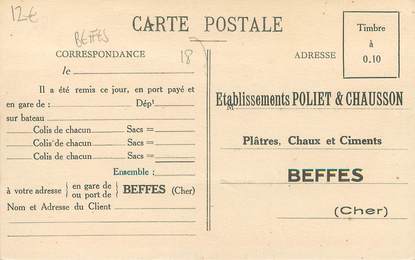 12€
BEFFES
18
CARTE POSTALE
CORRESPONDANCE
le
Il a été remis ce jour, en port payé et
en gare de : Dépt
sur bateau
Colis de chacun Sacs =
Colis de chacun Sacs =
Colis de chacun Sacs =
Ensemble :
à votre adresse } en gare de ou port de } BEFFES (Cher)
Nom et Adresse du Client
ADRESSE
Timbre
à
0.10
Etablissements POLIET & CHAUSSON
Plâtres, Chaux et Ciments
BEFFES
(Cher)